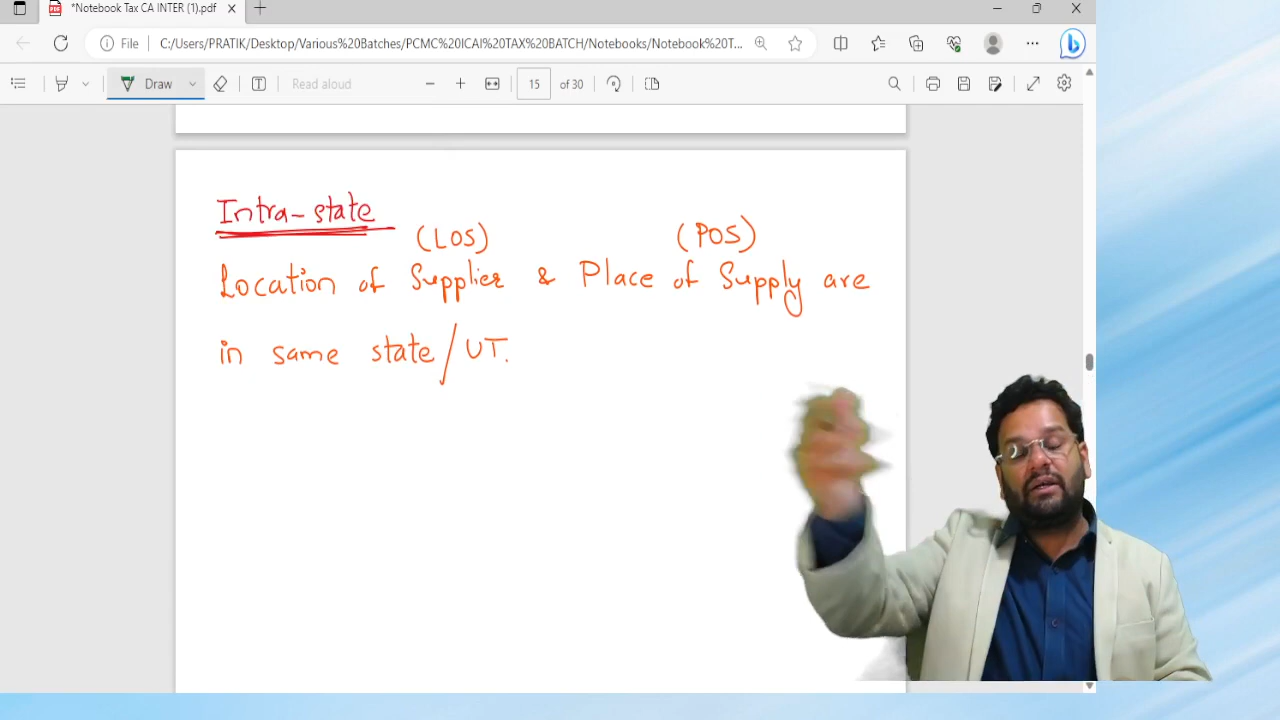 *Notebook Tax CA INTER (1).pdf
File C:/Users/PRATIK/Desktop/Various%20Batches/PCMC%20ICAI%20TAX%20BATCH/Notebooks/Notebook%20T...
Draw Read aloud 15 of 30
Intra-state
(LOS) (POS)
Location of Supplier & Place of Supply are
in same state/UT.